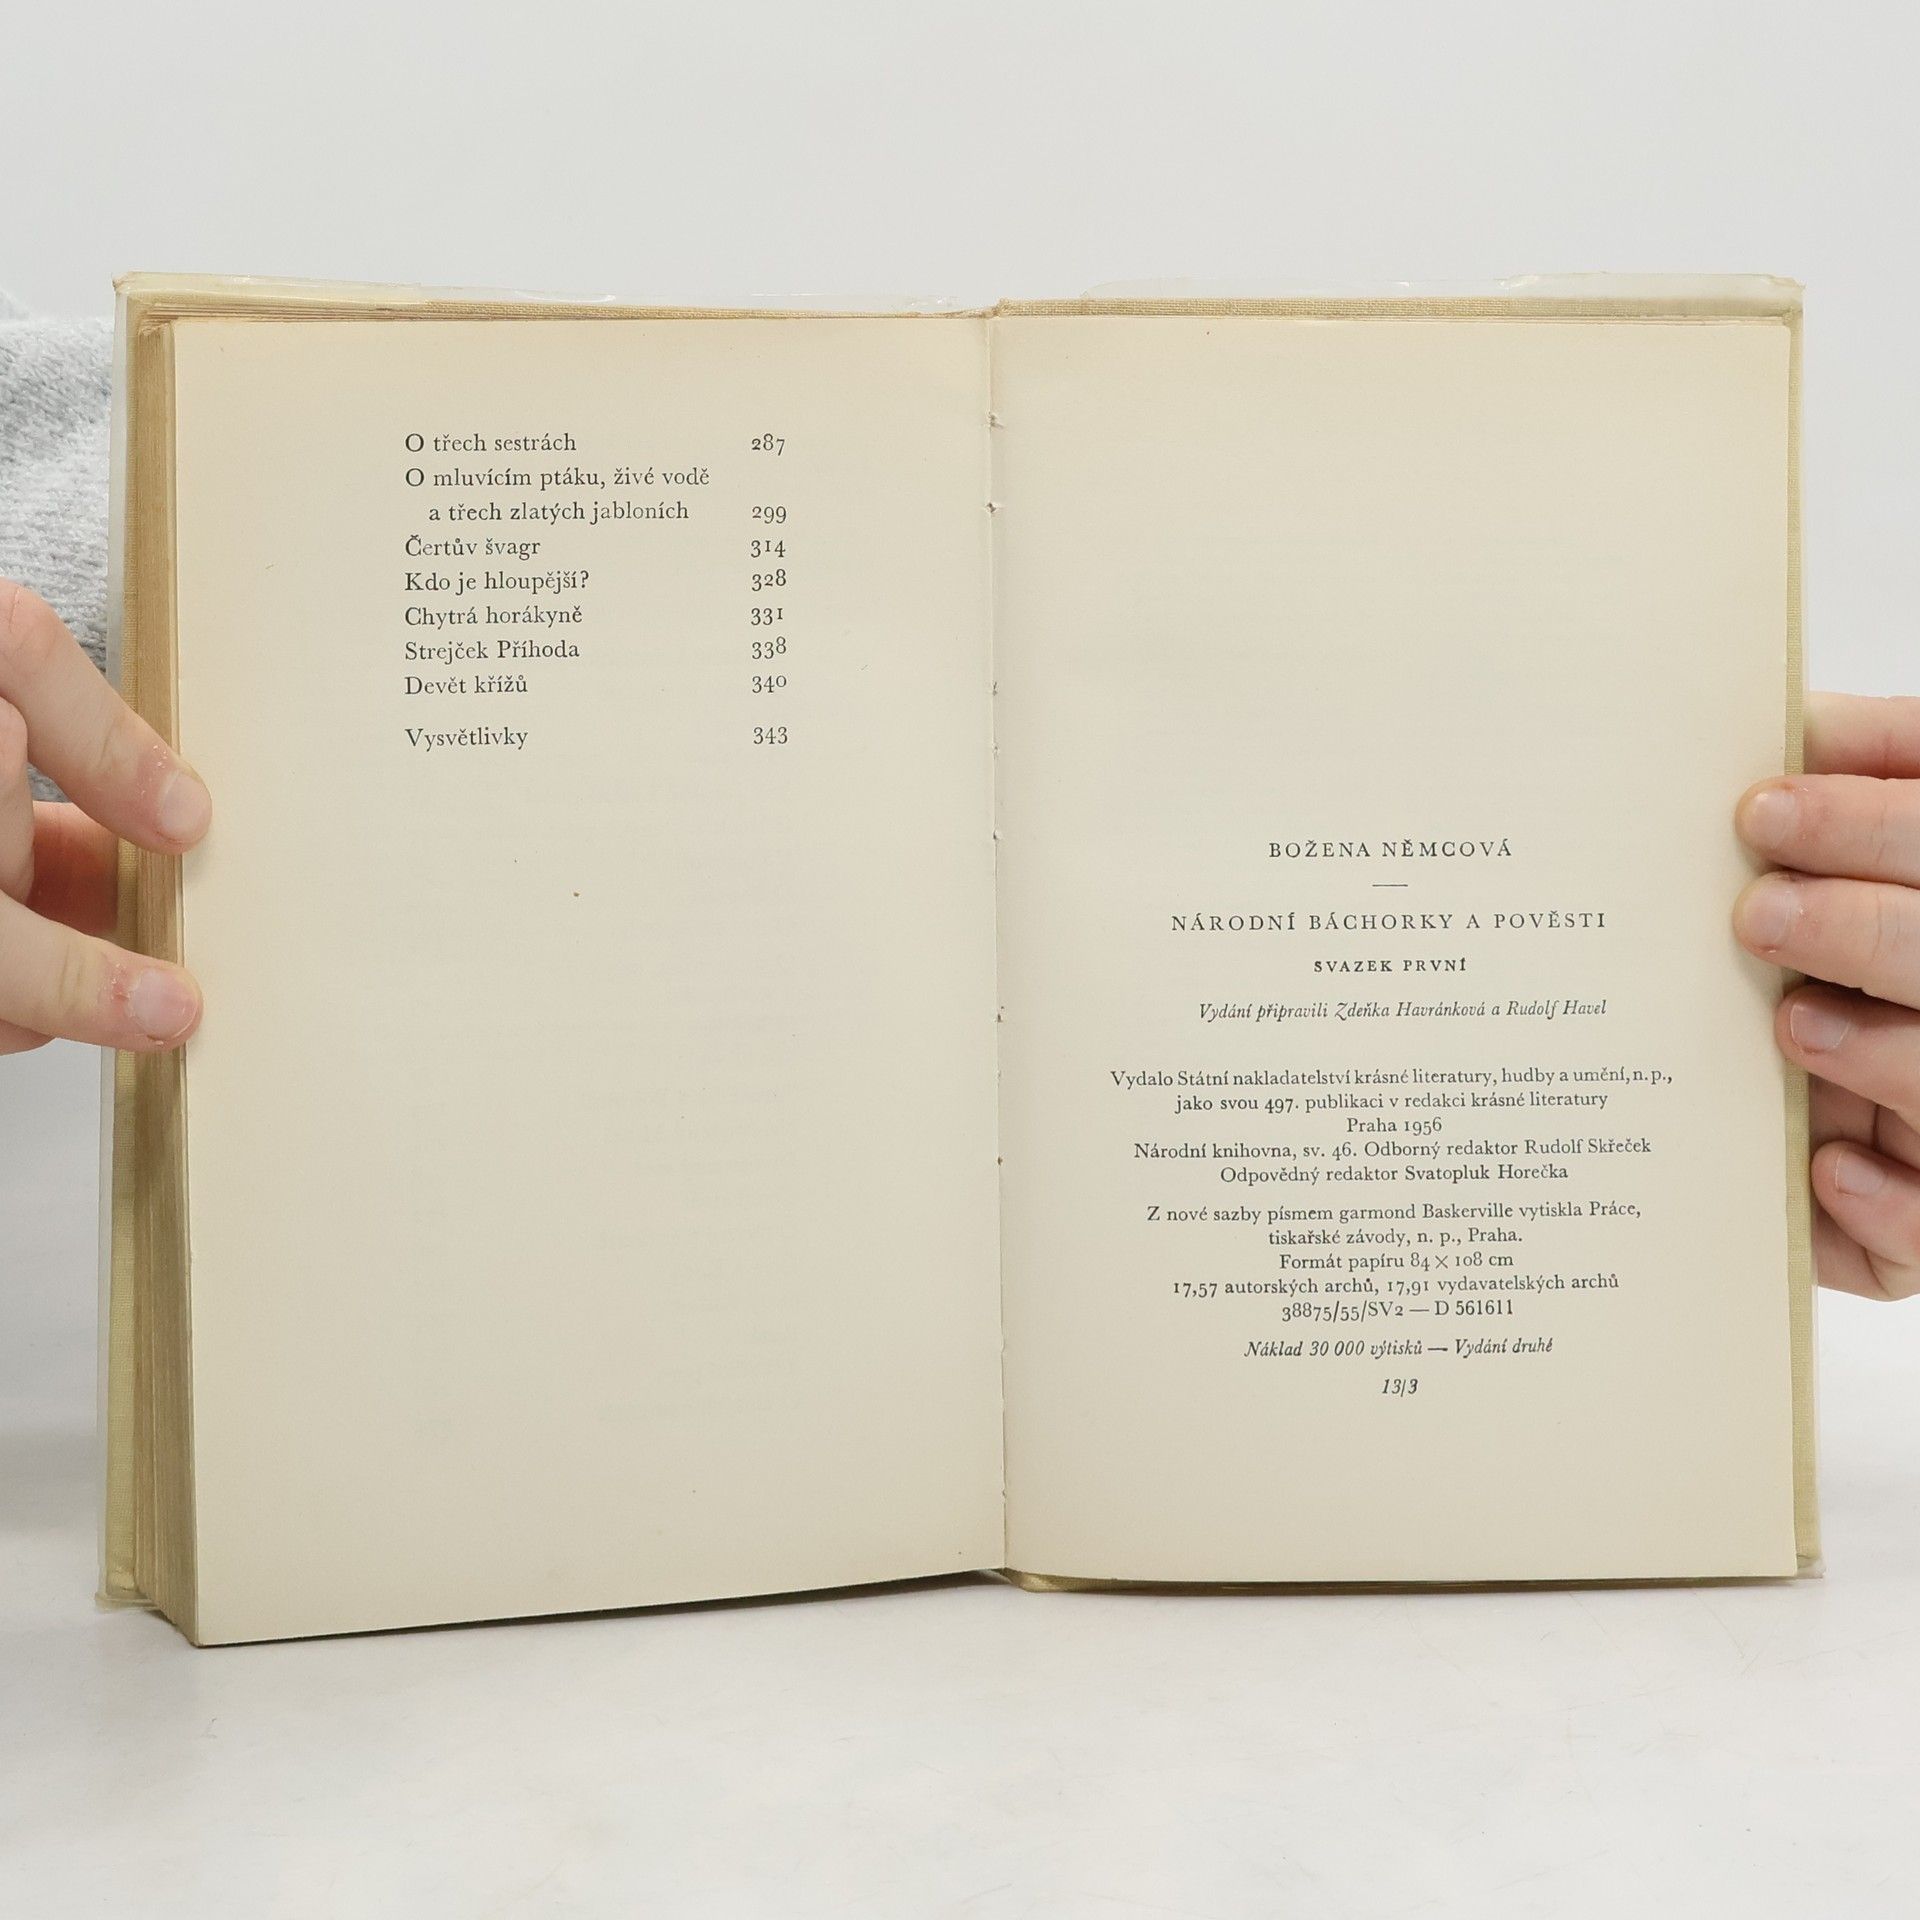 O třech sestrách 287
O mluvícím ptáku, živé vodě
a třech zlatých jabloních 299
Čertův švagr 314
Kdo je hloupější? 328
Chytrá horákyně 331
Strejček Příhoda 338
Devět křížů 340
Vysvětlivky 343
BOŽENA NĚMCOVÁ
NÁRODNÍ BÁCHORKY A POVĚSTI
SVAZEK PRVNÍ
Vydání připravili Zdeňka Havránková a Rudolf Havel
Vydalo Státní nakladatelství krásné literatury, hudby a umění, n. p.,
jako svou 497. publikaci v redakci krásné literatury
Praha 1956
Národní knihovna, sv. 46. Odborný redaktor Rudolf Skřeček
Odpovědný redaktor Svatopluk Horečka
Z nové sazby písmem garmond Baskerville vytiskla Práce,
tiskařské závody, n. p., Praha.
Formát papíru 84 × 108 cm
17,57 autorských archů, 17,91 vydavatelských archů
38875/55/SV2 — D 561611
Náklad 30 000 výtisků — Vydání druhé
13/3